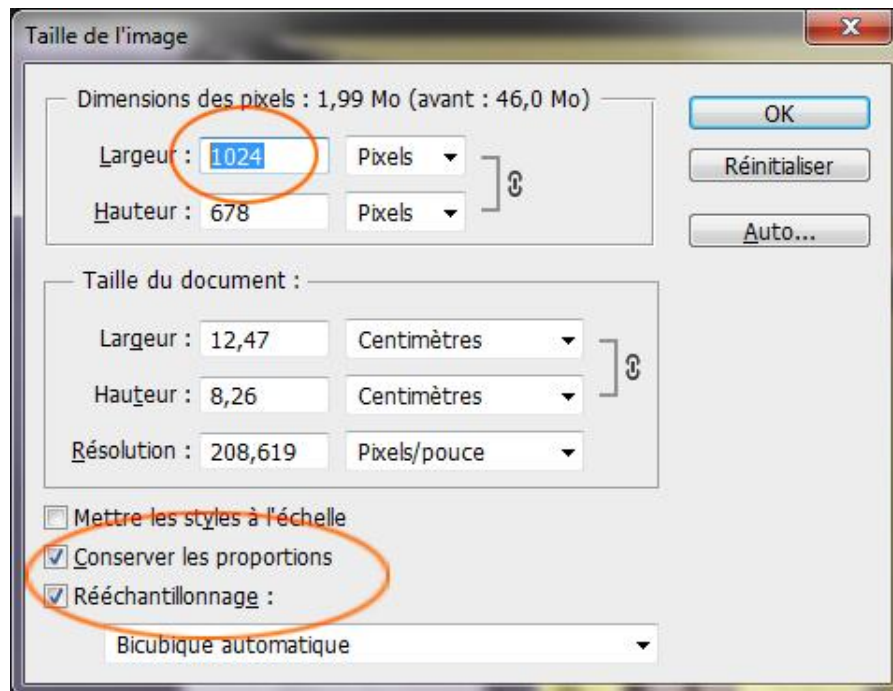 Taille de l'image
Dimensions des pixels : 1,99 Mo (avant : 46,0 Mo)
OK
Largeur : 1024 Pixels
Réinitialiser
Hauteur : 678 Pixels
Auto...
Taille du document :
Largeur : 12,47 Centimètres
Hauteur : 8,26 Centimètres
Résolution : 208,619 Pixels/pouce
Mettre les styles à l'échelle
Conserver les proportions
Rééchantillonnage :
Bicubique automatique